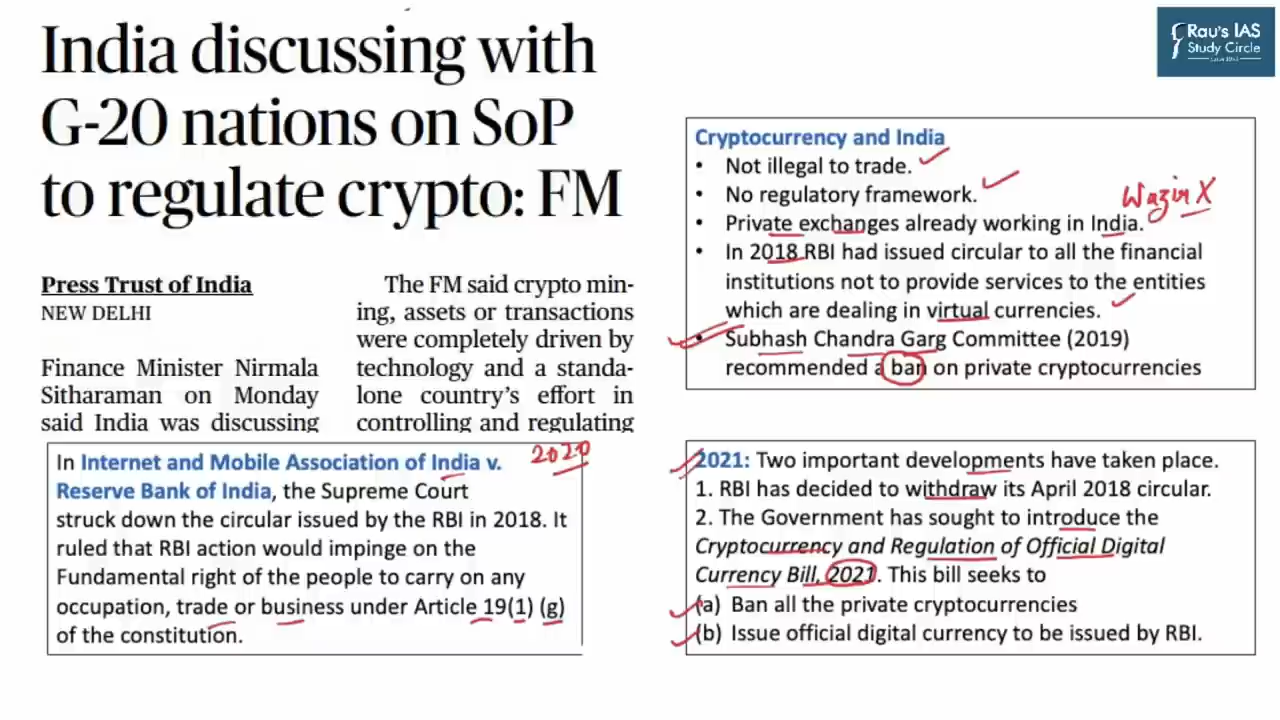 India discussing with
G-20 nations on SoP
to regulate crypto: FM
Rau's IAS
Study Circle
Press Trust of India
NEW DELHI
Finance Minister Nirmala
Sitharaman on Monday
said India was discussing
The FM said crypto min-
ing, assets or transactions
were completely driven by
technology and a standa-
lone country's effort in
controlling and regulating
Cryptocurrency and India
• Not illegal to trade.
• No regulatory framework.
WazirX
• Private exchanges already working in India.
• In 2018 RBI had issued circular to all the financial
institutions not to provide services to the entities
which are dealing in virtual currencies.
• Subhash Chandra Garg Committee (2019)
recommended a ban on private cryptocurrencies
2020
In Internet and Mobile Association of India v.
Reserve Bank of India, the Supreme Court
struck down the circular issued by the RBI in 2018. It
ruled that RBI action would impinge on the
Fundamental right of the people to carry on any
occupation, trade or business under Article 19(1) (g)
of the constitution.
2021: Two important developments have taken place.
1. RBI has decided to withdraw its April 2018 circular.
2. The Government has sought to introduce the
Cryptocurrency and Regulation of Official Digital
Currency Bill, 2021. This bill seeks to
(a) Ban all the private cryptocurrencies
(b) Issue official digital currency to be issued by RBI.